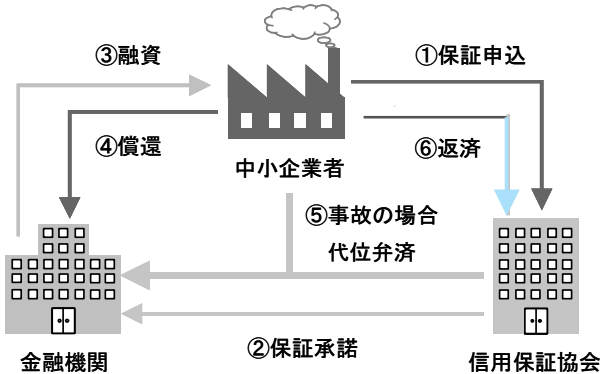 ③融資
①保証申込
④償還
⑥返済
中小企業者
⑤事故の場合
代位弁済
金融機関
②保証承諾
信用保証協会